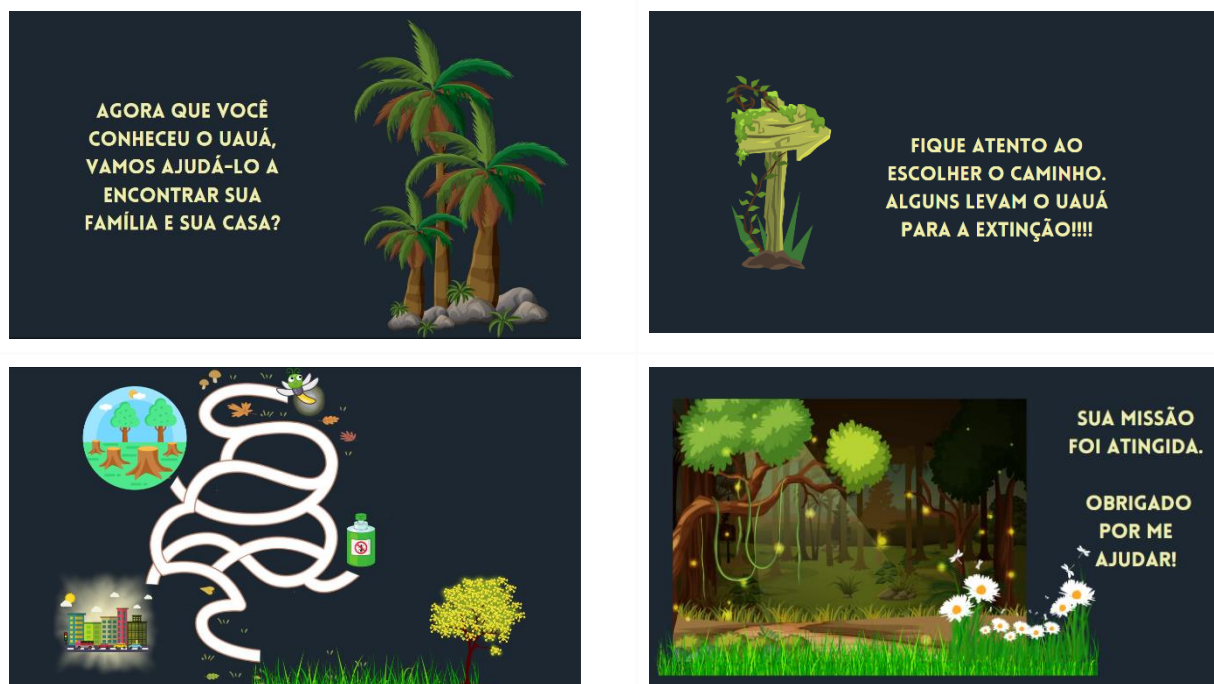 AGORA QUE VOCÊ
CONHECEU O UAUÁ,
VAMOS AJUDÁ-LO A
ENCONTRAR SUA
FAMÍLIA E SUA CASA?
FIQUE ATENTO AO
ESCOLHER O CAMINHO.
ALGUNS LEVAM O UAUÁ
PARA A EXTINÇÃO!!!!
SUA MISSÃO
FOI ATINGIDA.
OBRIGADO
POR ME
AJUDAR!